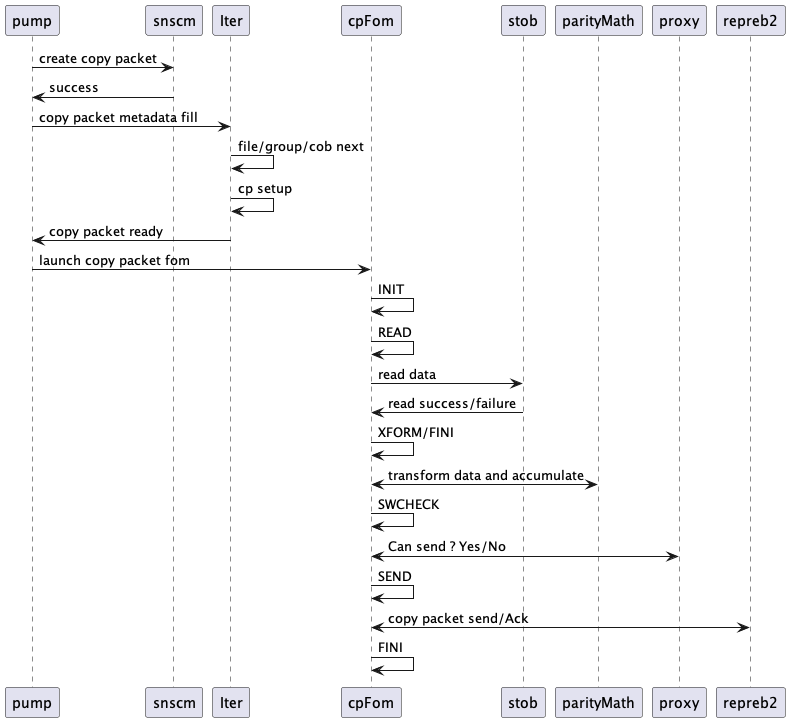 pump snscm Iter cpFom stob parityMath proxy repreb2
create copy packet
success
copy packet metadata fill
file/group/cob next
cp setup
copy packet ready
launch copy packet fom
INIT
READ
read data
read success/failure
XFORM/FINI
transform data and accumulate
SWCHECK
Can send ? Yes/No
SEND
copy packet send/Ack
FINI
pump snscm Iter cpFom stob parityMath proxy repreb2